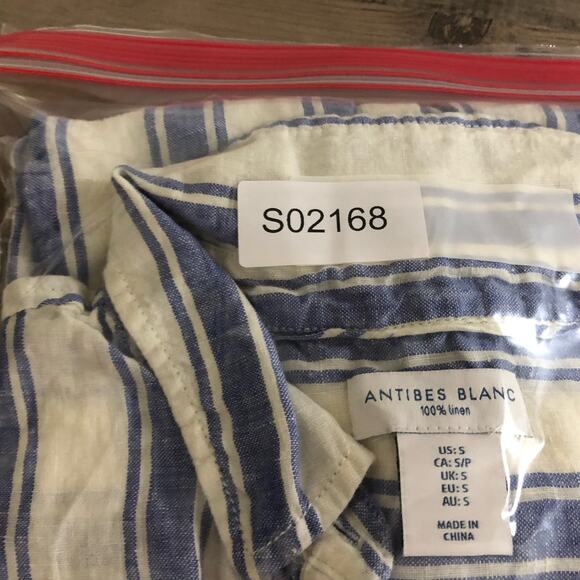 S02168
ANTIBES BLANC
100% linen
US: S
CA: S/P
UK: S
EU: S
AU: S
MADE IN
CHINA